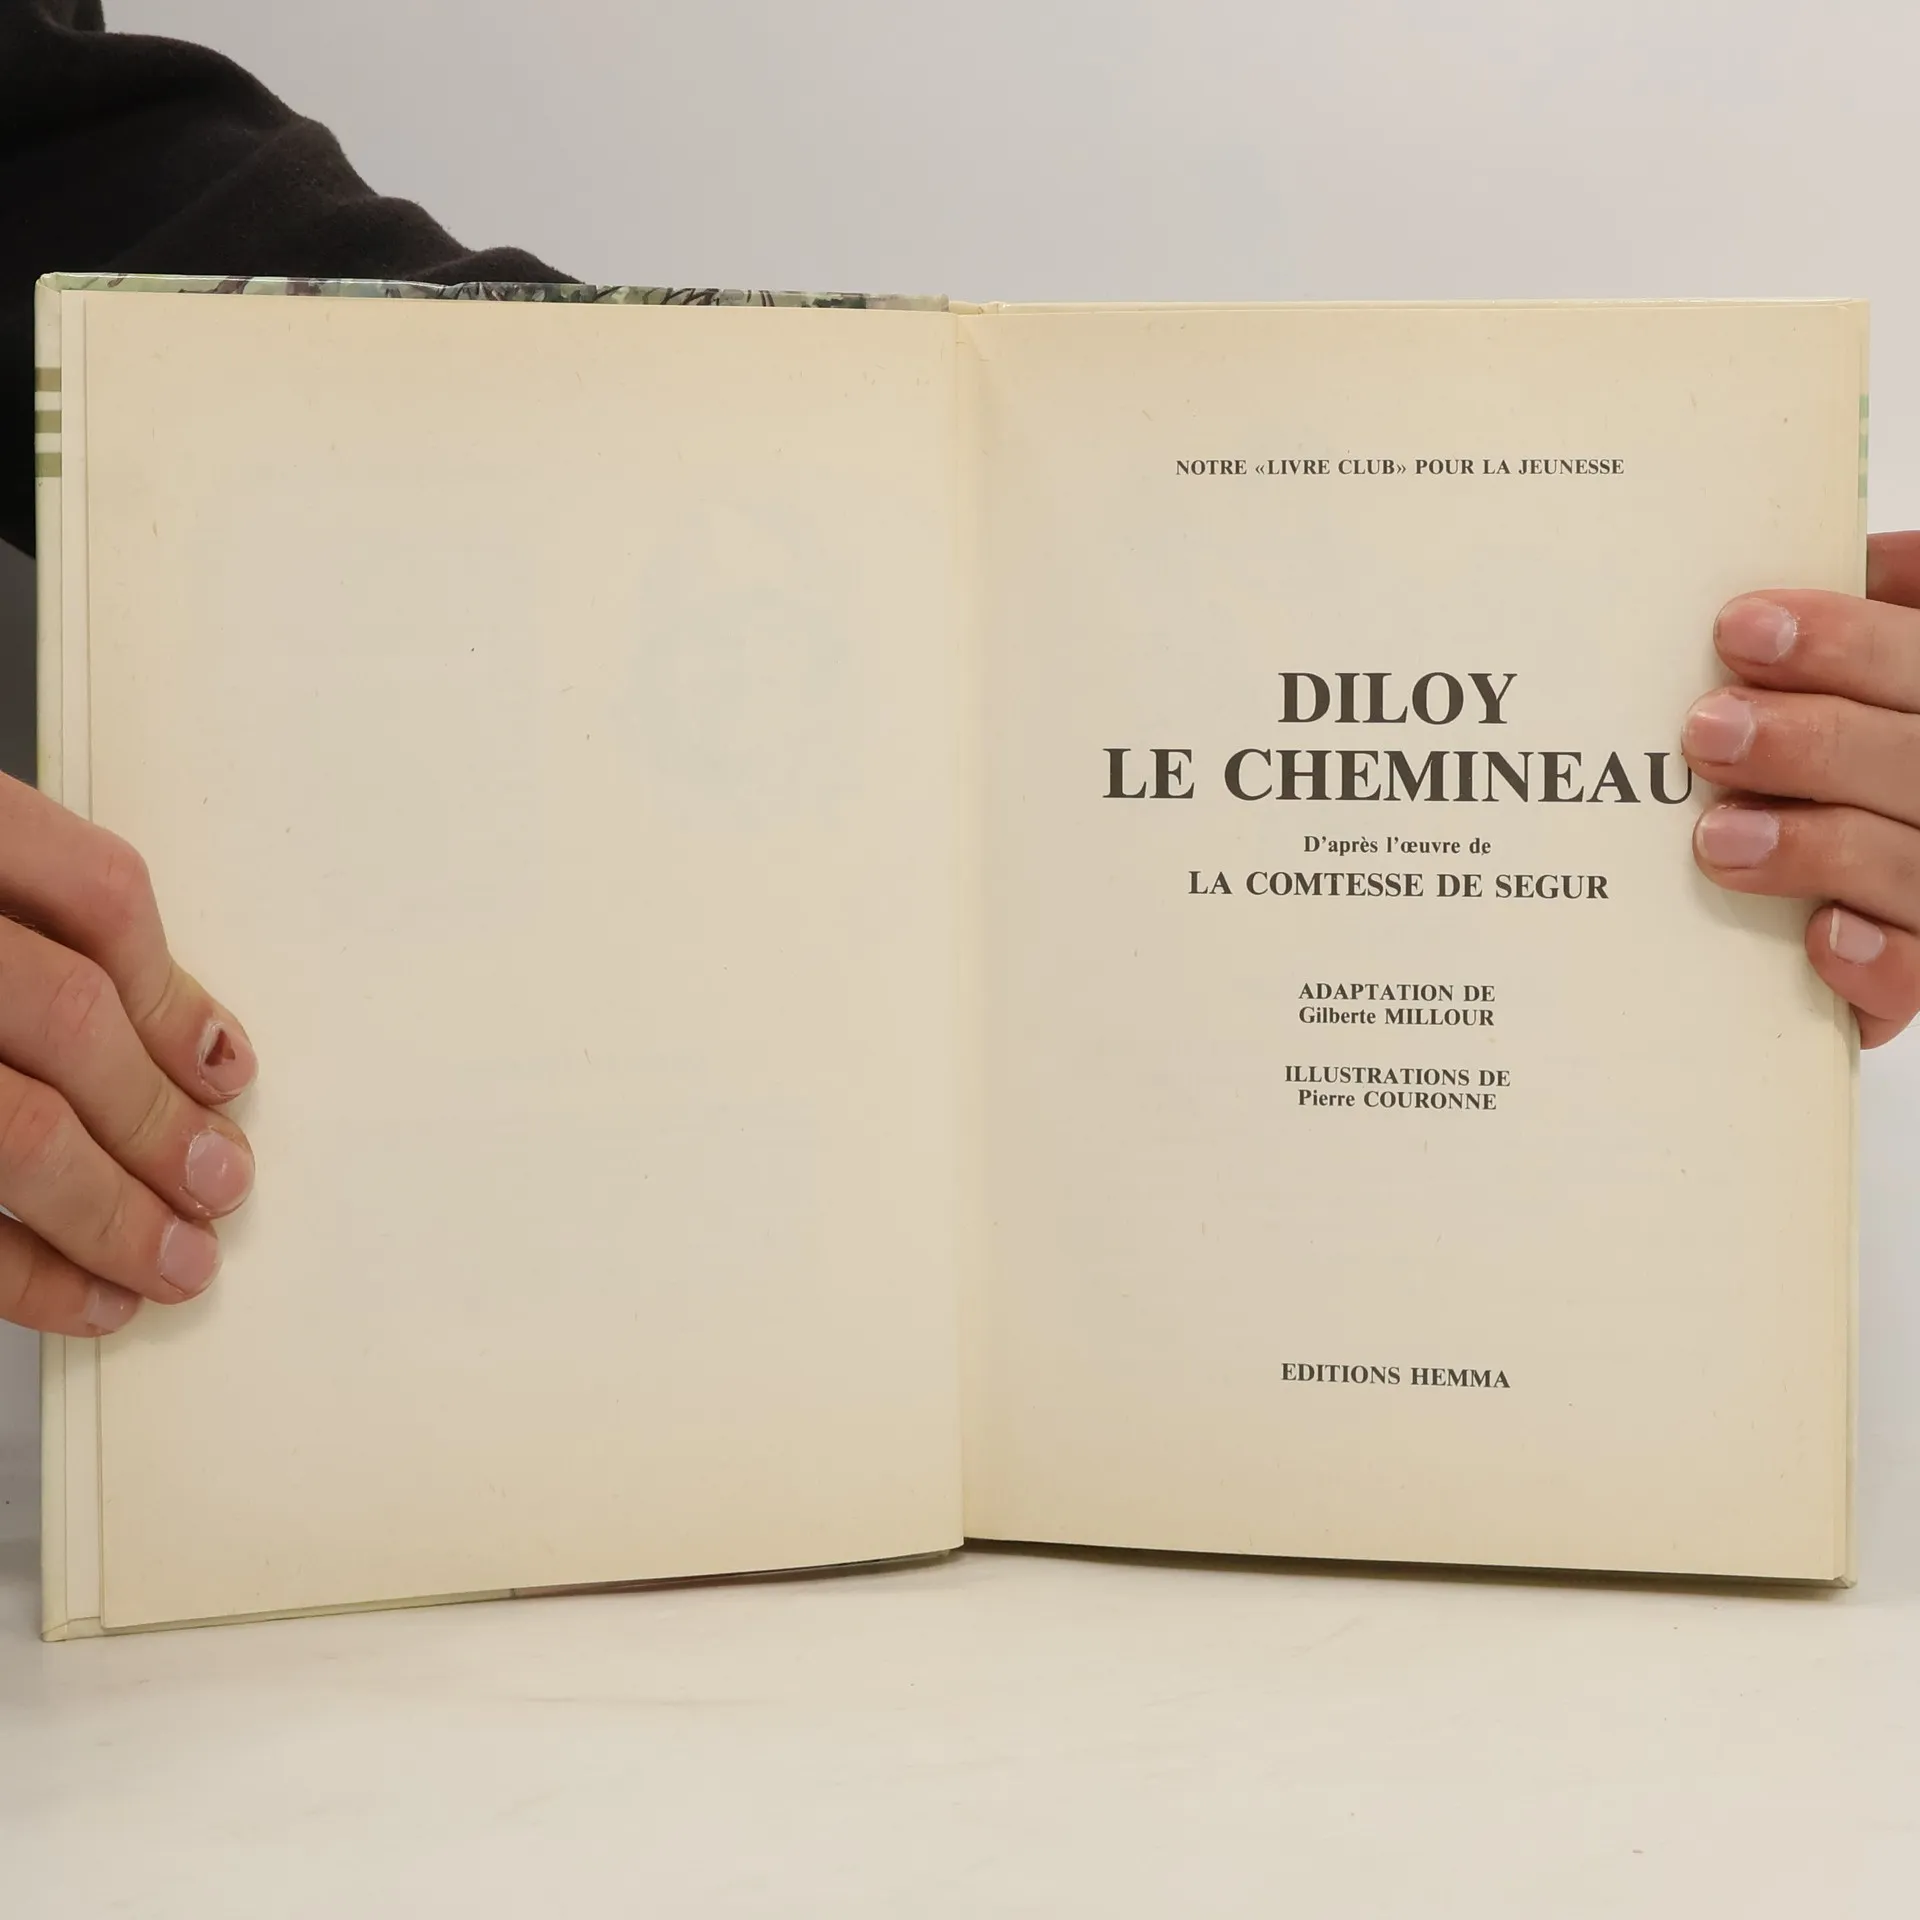 NOTRE «LIVRE CLUB» POUR LA JEUNESSE
DILOY
LE CHEMINEAU
D'après l'œuvre de
LA COMTESSE DE SEGUR
ADAPTATION DE
Gilberte MILLOUR
ILLUSTRATIONS DE
Pierre COURONNE
EDITIONS HEMMA